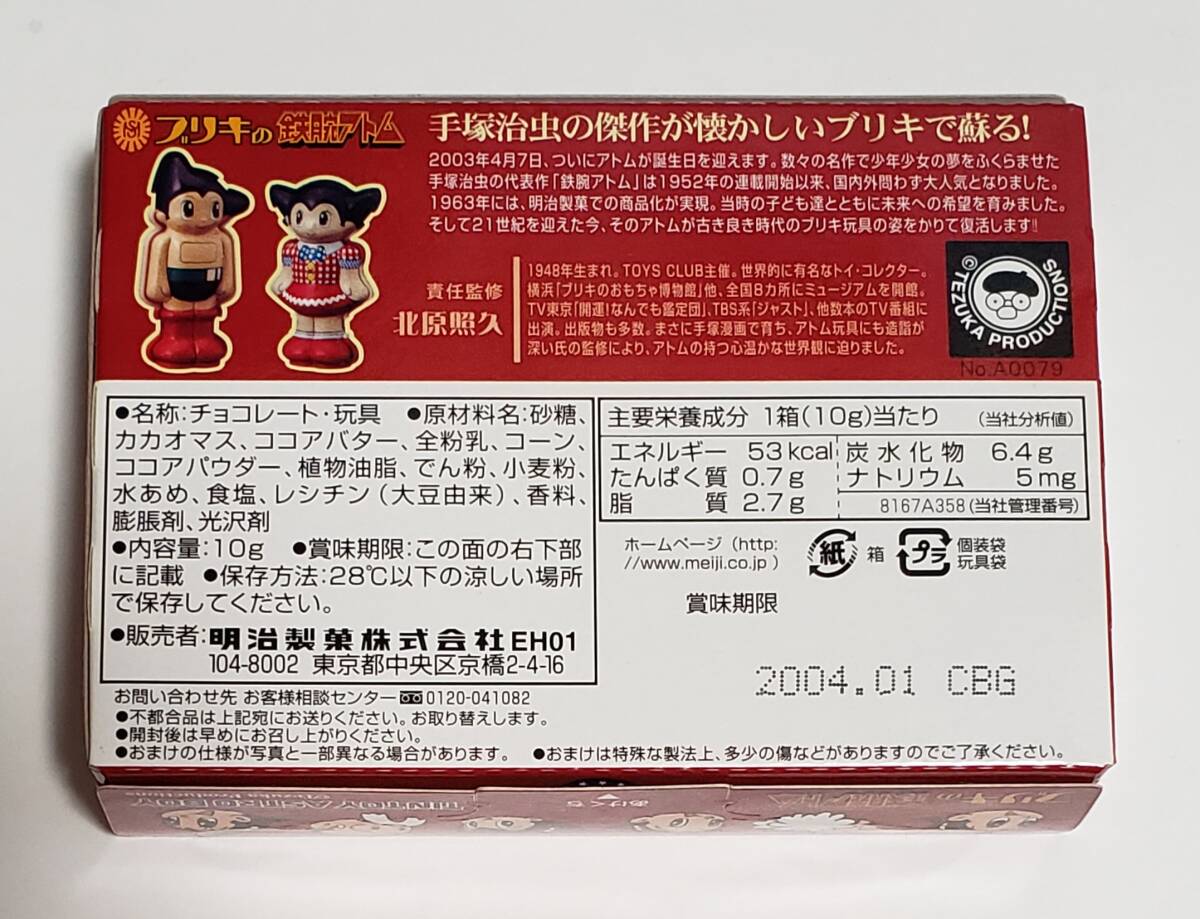 ブリキの鉄腕アトム
手塚治虫の傑作が懐かしいブリキで蘇る!
2003年4月7日、ついにアトムが誕生日を迎えます。数々の名作で少年少女の夢をふくらませた
手塚治虫の代表作「鉄腕アトム」は1952年の連載開始以来、国内外問わず大人気となりました。
1963年には、明治製菓での商品化が実現。当時の子ども達とともに未来への希望を育みました。
そして21世紀を迎えた今、そのアトムが古き良き時代のブリキ玩具の姿をかりて復活します!!
責任監修
北原照久
1948年生まれ。TOYS CLUB主催。世界的に有名なトイ・コレクター。
横浜「ブリキのおもちゃ博物館」他、全国8カ所にミュージアムを開館。
TV東京「開運!なんでも鑑定団」、TBS系「ジャスト」、他数本のTV番組に
出演。出版物も多数。まさに手塚漫画で育ち、アトム玩具にも造詣が
深い氏の監修により、アトムの持つ心温かな世界観に迫りました。
©TEZUKA PRODUCTIONS
No.A0079
●名称:チョコレート・玩具 ●原材料名:砂糖、
カカオマス、ココアバター、全粉乳、コーン、
ココアパウダー、植物油脂、でん粉、小麦粉、
水あめ、食塩、レシチン(大豆由来)、香料、
膨脹剤、光沢剤
●内容量:10g ●賞味期限:この面の右下部
に記載 ●保存方法:28℃以下の涼しい場所
で保存してください。
●販売者:明治製菓株式会社EH01
104-8002 東京都中央区京橋2-4-16
主要栄養成分 1箱(10g)当たり (当社分析値)
エネルギー 53kcal 炭水化物 6.4g
たんぱく質 0.7g ナトリウム 5mg
脂質 2.7g 8167A358(当社管理番号)
ホームページ(http:
//www.meiji.co.jp)
紙 箱
プラ 個装袋
玩具袋
賞味期限
2004.01 CBG
お問い合わせ先 お客様相談センター 0120-041082
●不都合品は上記宛にお送りください。お取り替えします。
●開封後は早めにお召し上がりください。
●おまけの仕様が写真と一部異なる場合があります。 ●おまけは特殊な製法上、多少の傷などがありますのでご了承ください。
あけくち
ブリキの鉄腕アトム
TINTOY ASTROBOY
©Tezuka Productions